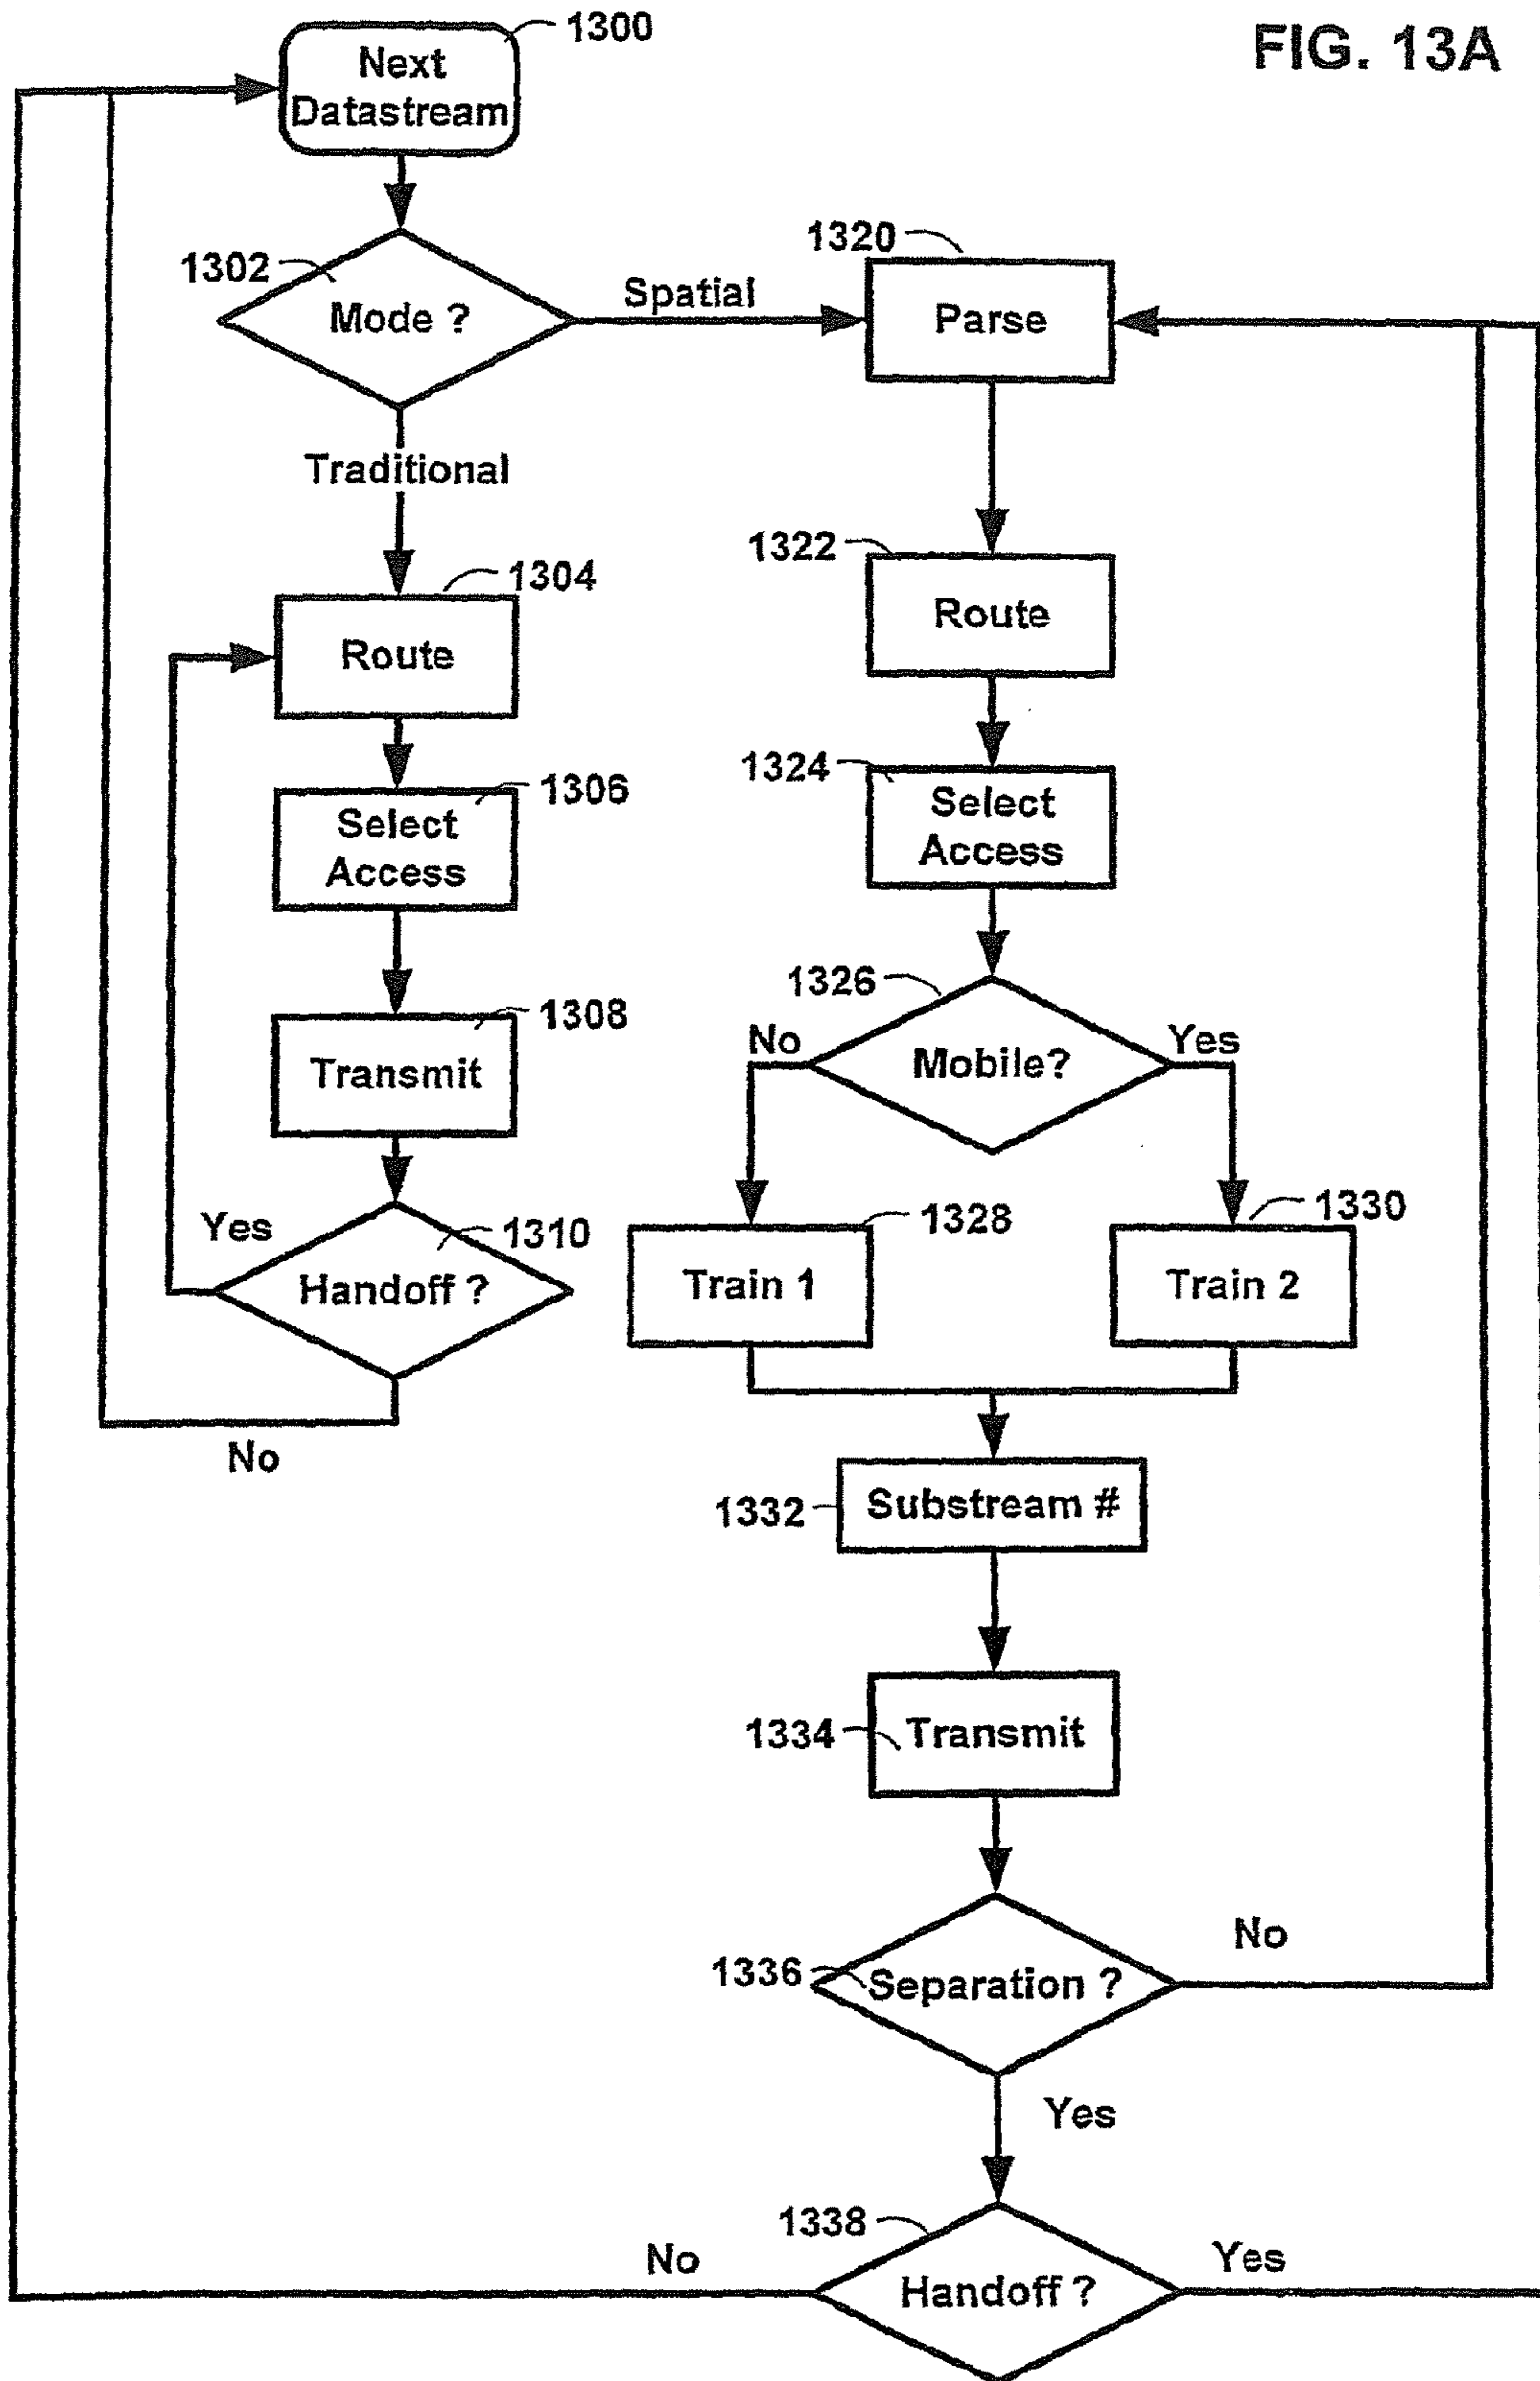 FIG. 13A
1300
Next
Datastream
1302
Mode ?
Spatial
1320
Parse
Traditional
1304
Route
1322
Route
1306
Select
Access
1324
Select
Access
1308
Transmit
1326
No
Mobile?
Yes
Yes
1310
Handoff ?
No
1328
Train 1
1330
Train 2
1332
Substream #
1334
Transmit
1336
Separation ?
No
Yes
1338
No
Handoff ?
Yes